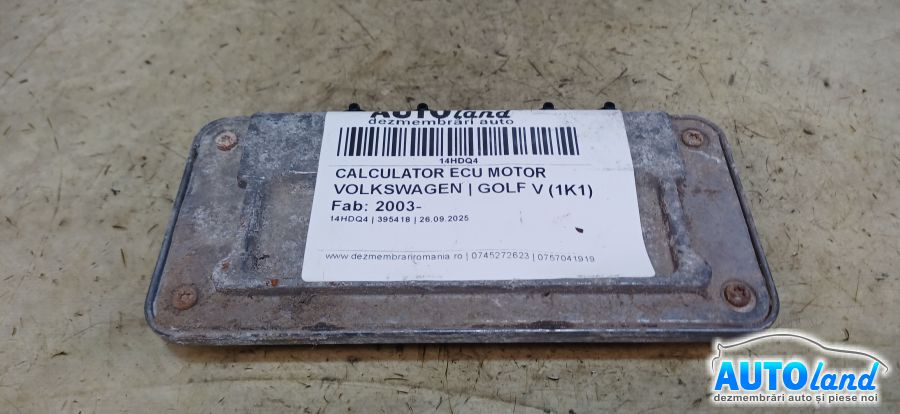 AUTOland
dezmembrări auto
14HDQ4
CALCULATOR ECU MOTOR
VOLKSWAGEN | GOLF V (1K1)
Fab: 2003-
14HDQ4 | 395418 | 26.09.2025
www.dezmembrariromania.ro | 0745272623 | 0757041919
AUTOland
dezmembrări auto și piese noi